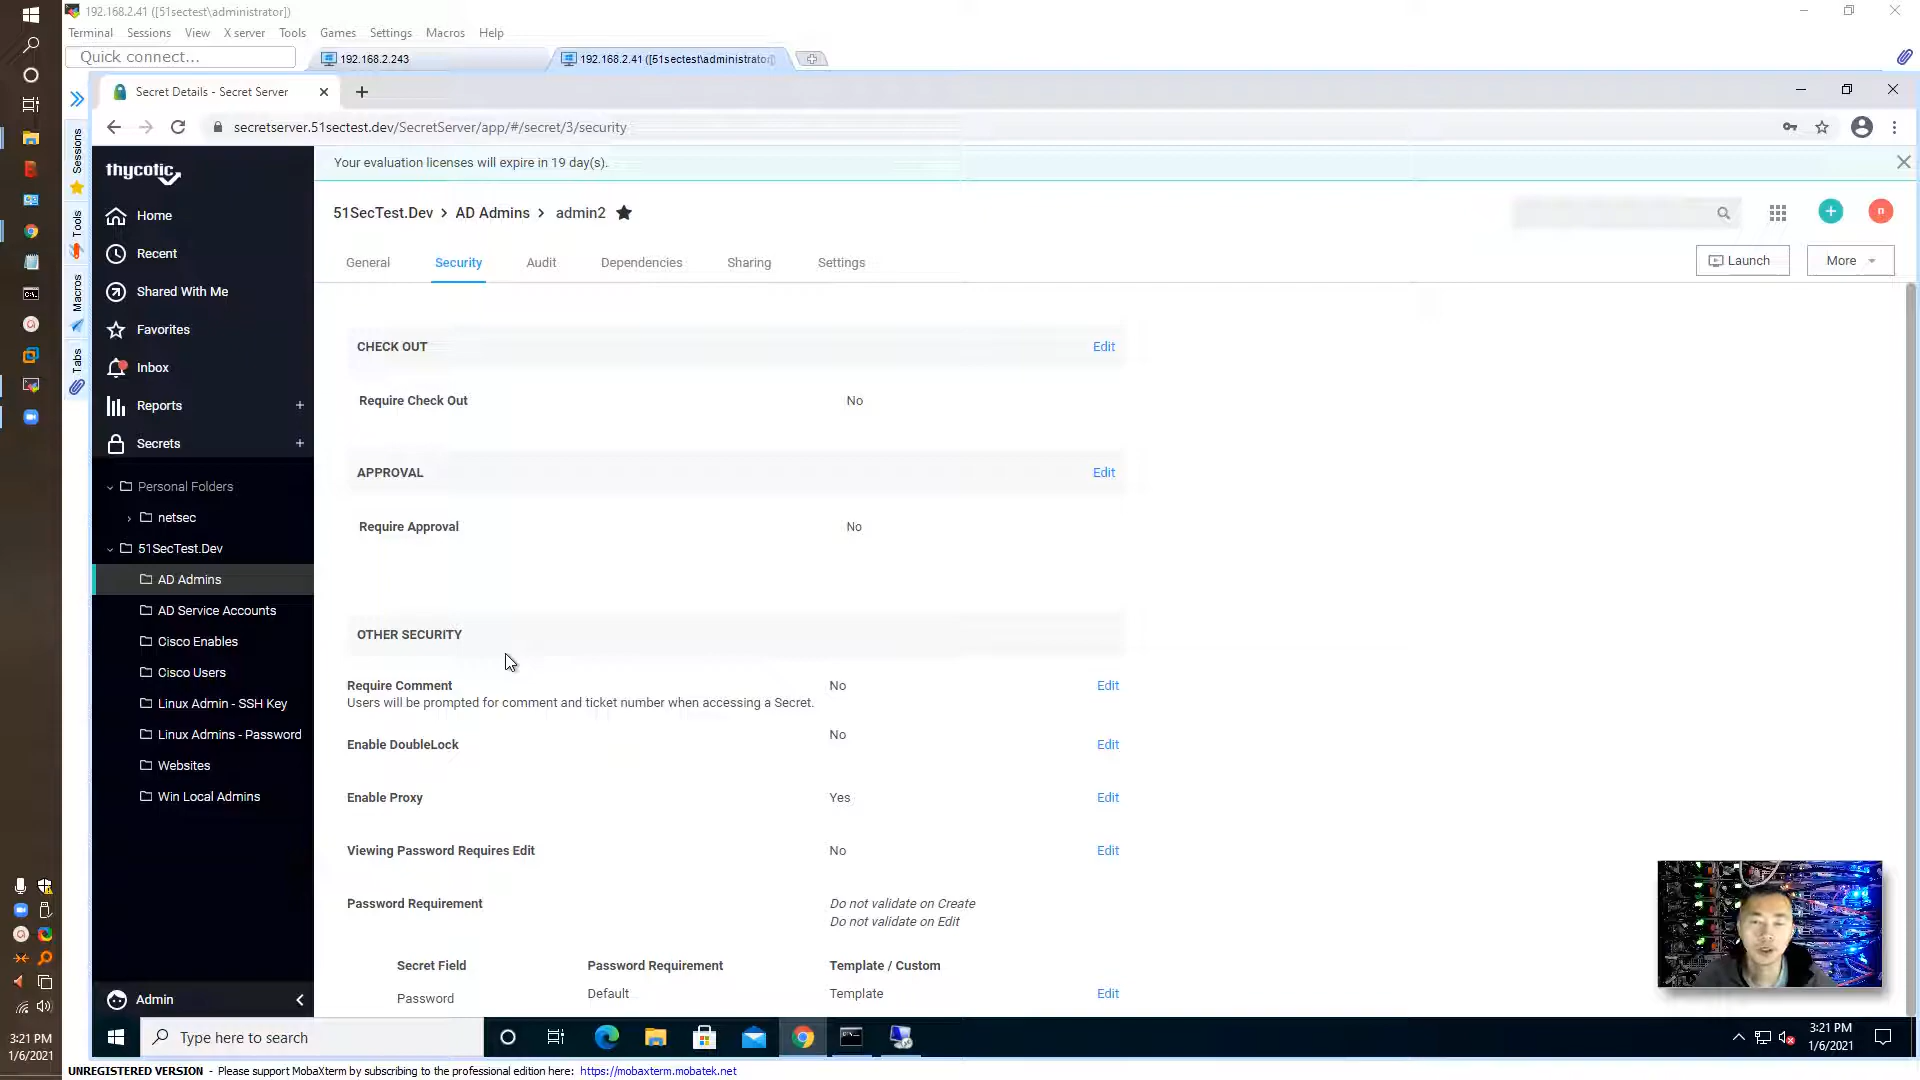 192.168.2.41 ([51sectest\administrator])
Terminal Sessions View X server Tools Games Settings Macros Help
Quick connect...
192.168.2.243
192.168.2.41 ([51sectest\administrator
Secret Details - Secret Server
secretserver.51sectest.dev/SecretServer/app/#/secret/3/security
Sessions
Tools
Macros
Tabs
thycotic
Home
Recent
Shared With Me
Favorites
Inbox
Reports +
Secrets +
Personal Folders
netsec
51SecTest.Dev
AD Admins
AD Service Accounts
Cisco Enables
Cisco Users
Linux Admin - SSH Key
Linux Admins - Password
Websites
Win Local Admins
Admin
Your evaluation licenses will expire in 19 day(s).
51SecTest.Dev > AD Admins > admin2
n
General Security Audit Dependencies Sharing Settings
Launch More
CHECK OUT Edit
Require Check Out No
APPROVAL Edit
Require Approval No
OTHER SECURITY
Require Comment No Edit
Users will be prompted for comment and ticket number when accessing a Secret.
Enable DoubleLock No Edit
Enable Proxy Yes Edit
Viewing Password Requires Edit No Edit
Password Requirement Do not validate on Create
Do not validate on Edit
Secret Field Password Requirement Template / Custom
Password Default Template Edit
Type here to search
3:21 PM
1/6/2021
3:21 PM
1/6/2021
UNREGISTERED VERSION - Please support MobaXterm by subscribing to the professional edition here: https://mobaxterm.mobatek.net